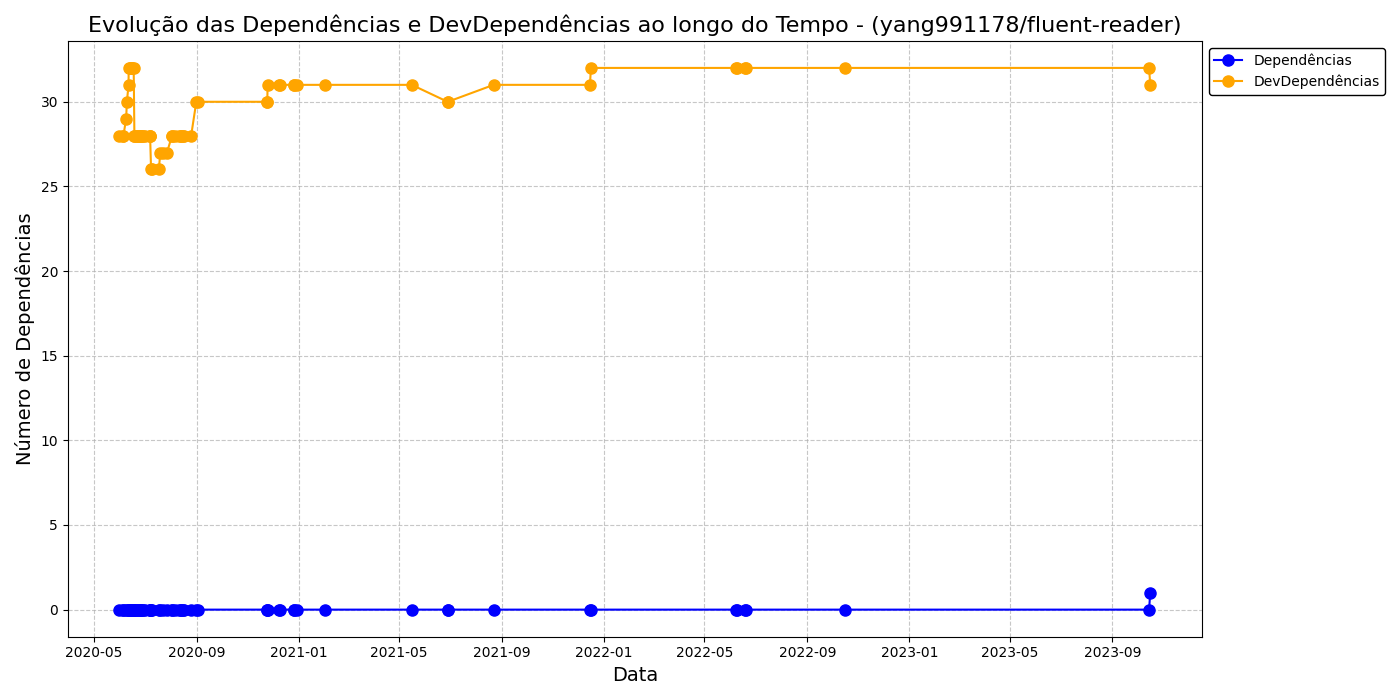 Evolução das Dependências e DevDependências ao longo do Tempo - (yang991178/fluent-reader)
Dependências
DevDependências
Número de Dependências
30
25
20
15
10
5
0
2020-05 2020-09 2021-01 2021-05 2021-09 2022-01 2022-05 2022-09 2023-01 2023-05 2023-09
Data